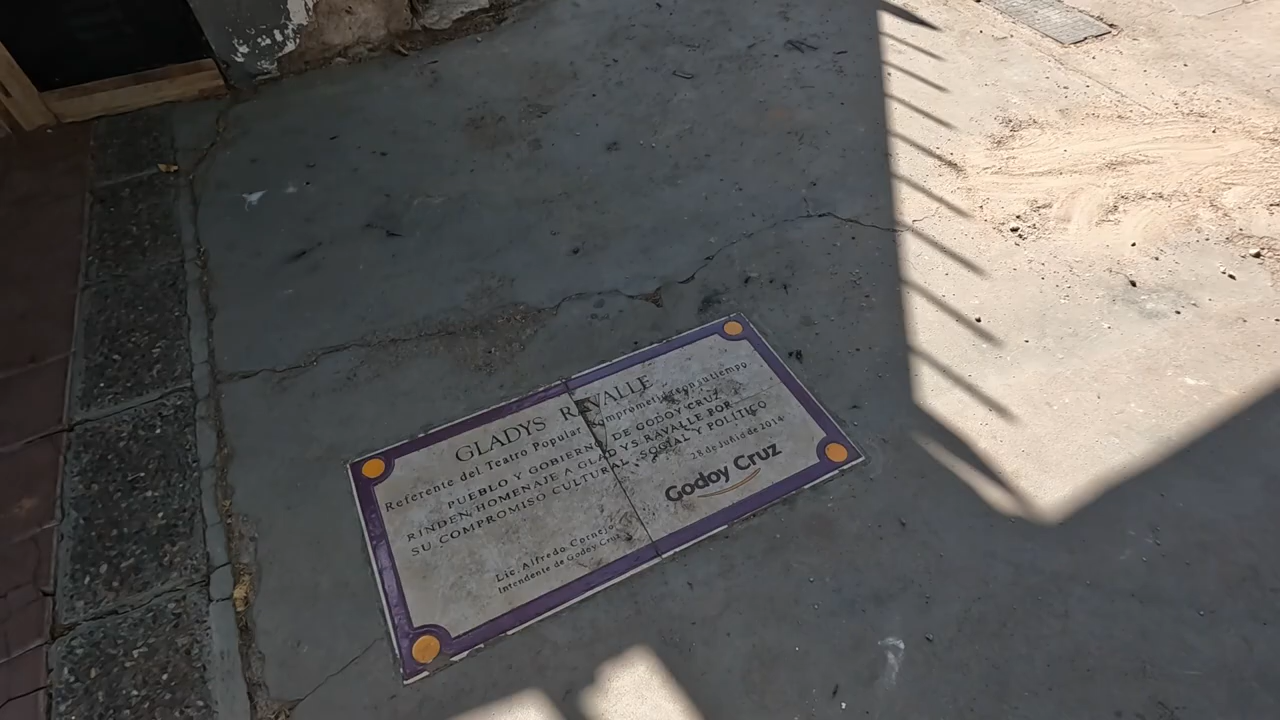 GLADYS RAVALLE
Referente del Teatro Popular comprometida con su tiempo
PUEBLO Y GOBIERNO DE GODOY CRUZ
RINDEN HOMENAJE A GLADYS RAVALLE POR
SU COMPROMISO CULTURAL, SOCIAL Y POLÍTICO
28 de Junio de 2014
Godoy Cruz
Lic. Alfredo Cornejo
Intendente de Godoy Cruz